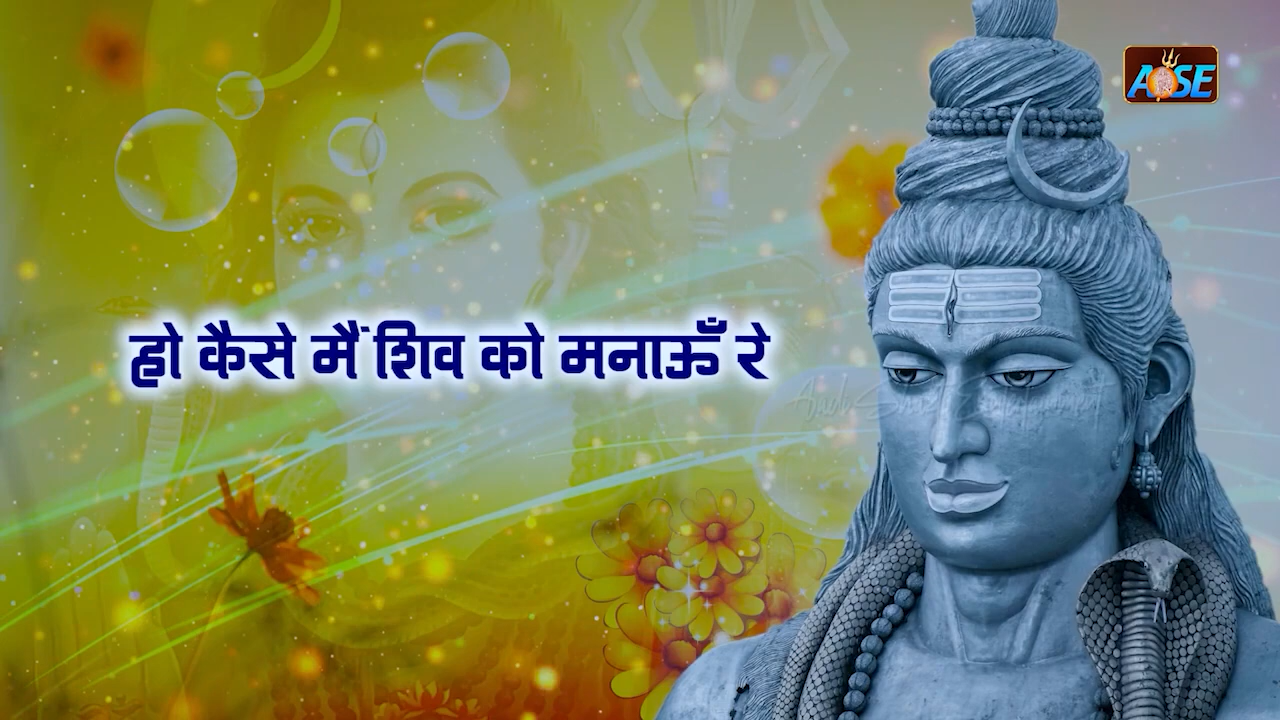 हो कैसे मैं शिव को मनाऊँ रे
ASE